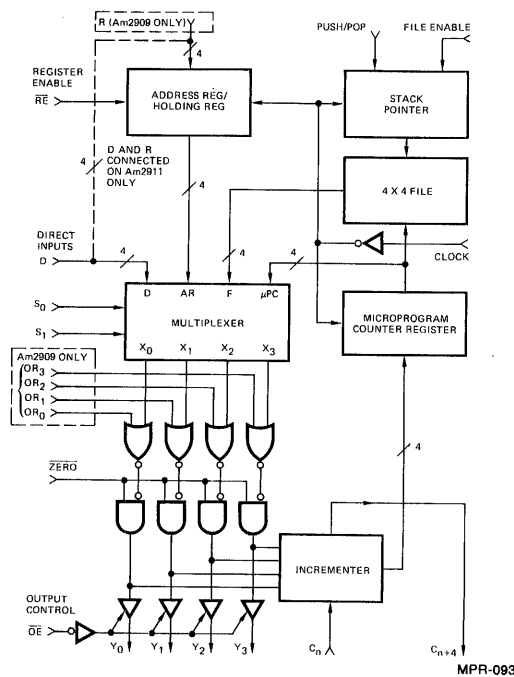 R (Am2909 ONLY)
4
PUSH/POP
FILE ENABLE
REGISTER
ENABLE
RE
ADDRESS REG/
HOLDING REG
STACK
POINTER
4
D AND R
CONNECTED
ON Am2911
ONLY
4
4 X 4 FILE
DIRECT
INPUTS
D
4
4
4
CLOCK
D AR F μPC
MULTIPLEXER
X0 X1 X2 X3
S0
S1
MICROPROGRAM
COUNTER REGISTER
Am2909 ONLY
OR3
OR2
OR1
OR0
4
ZERO
INCREMENTER
OUTPUT
CONTROL
OE
Y0 Y1 Y2 Y3
Cn
Cn+4
MPR-093